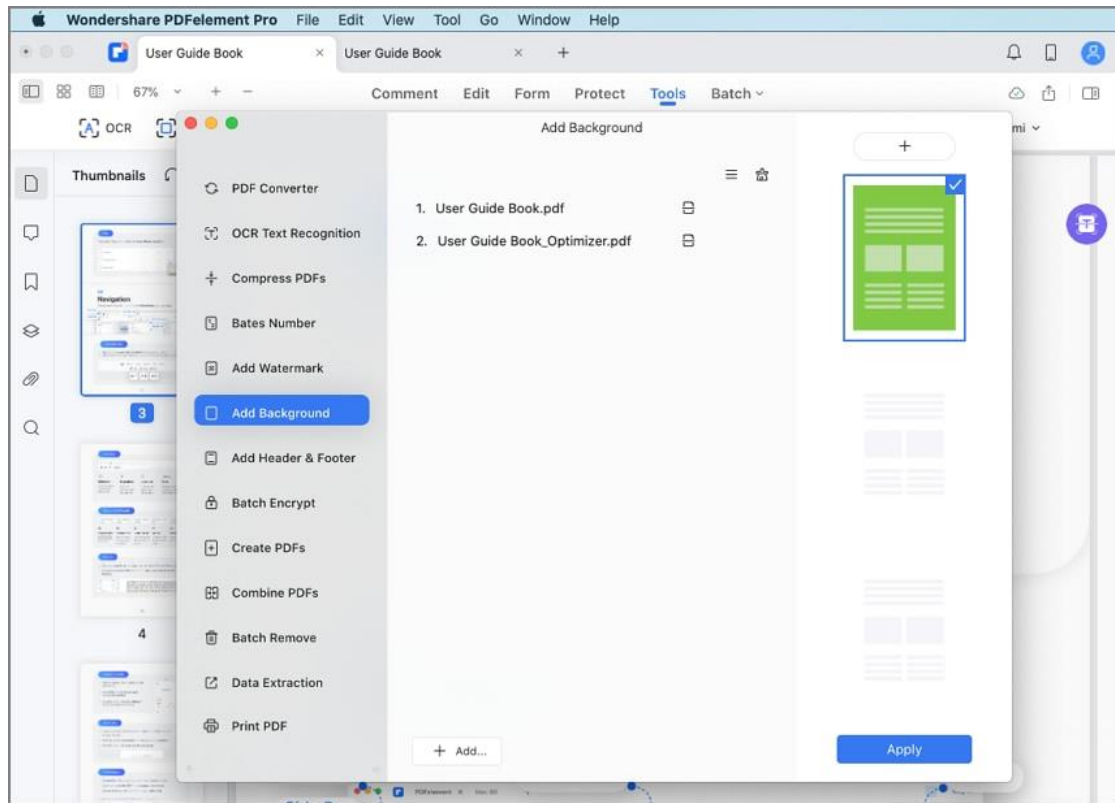 Wondershare PDFelement Pro File Edit View Tool Go Window Help
User Guide Book × User Guide Book × +
67% + − Comment Edit Form Protect Tools Batch
OCR
mi
Thumbnails
Navigation
3
4
Add Background
PDF Converter
OCR Text Recognition
Compress PDFs
Bates Number
Add Watermark
Add Background
Add Header & Footer
Batch Encrypt
Create PDFs
Combine PDFs
Batch Remove
Data Extraction
Print PDF
1. User Guide Book.pdf
2. User Guide Book_Optimizer.pdf
+ Add...
+
Apply
PDFelement